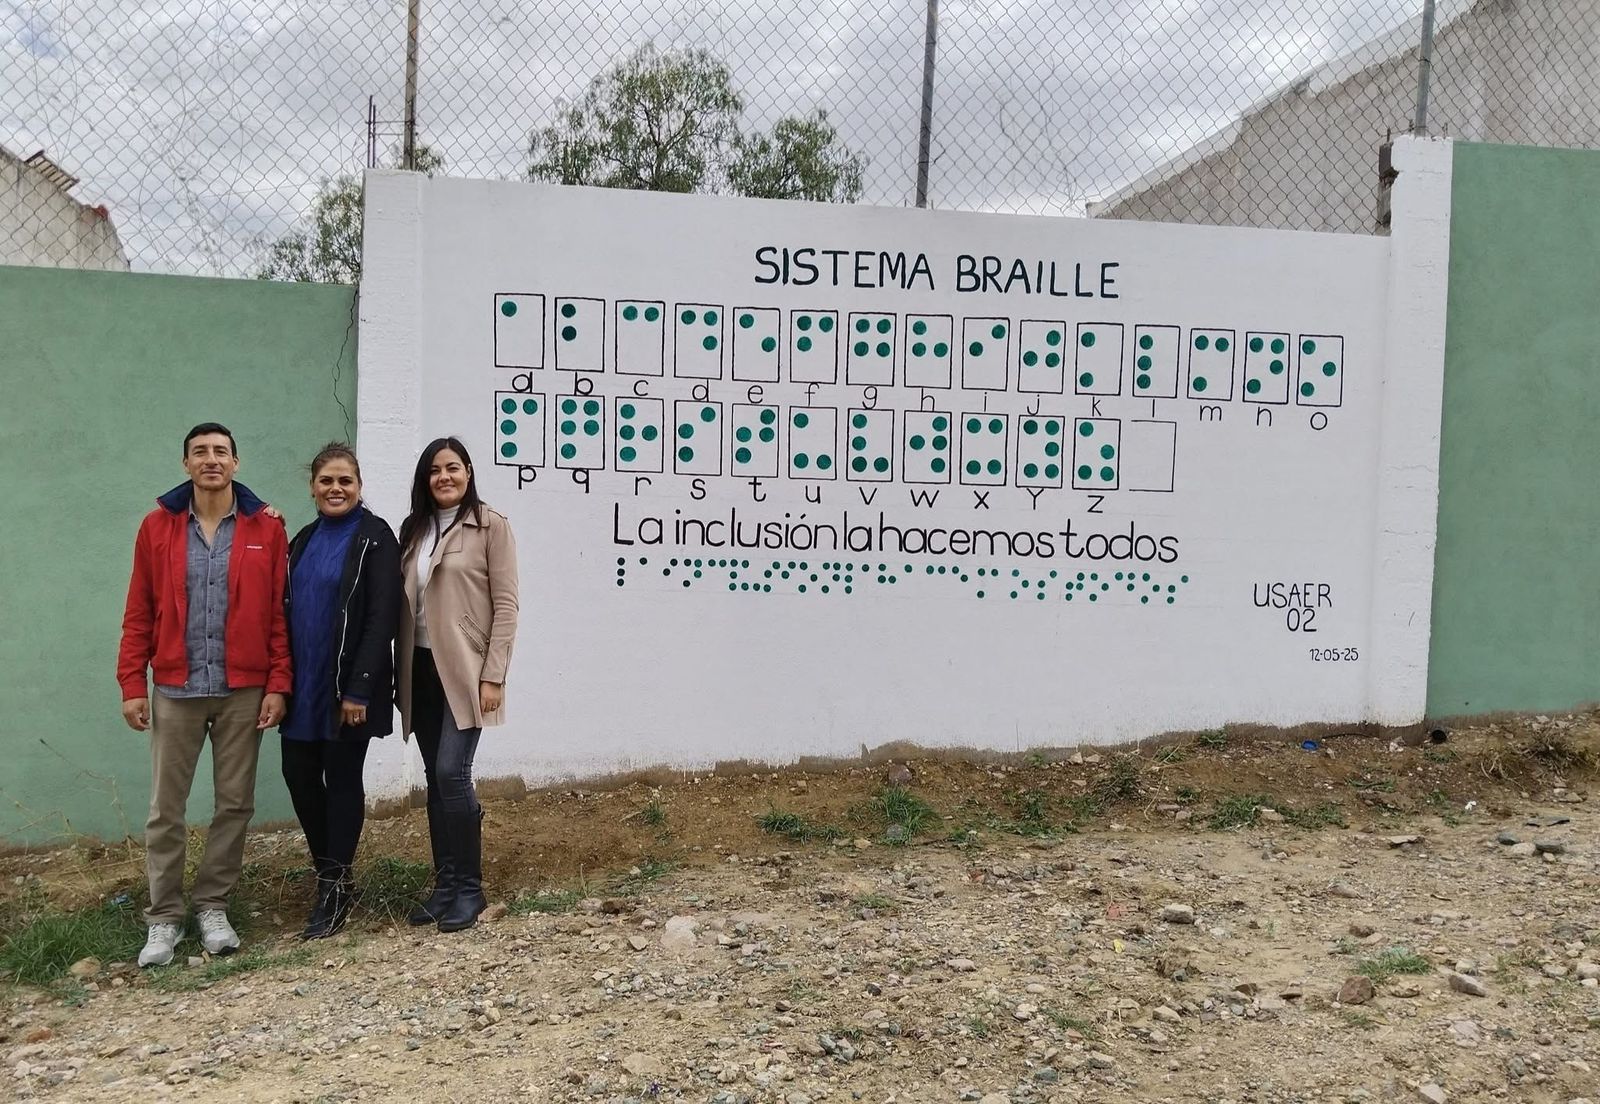 SISTEMA BRAILLE
a b c d e f g h i j k l m n o
p q r s t u v w x y z
La inclusión la hacemos todos
USAER
02
12-05-25